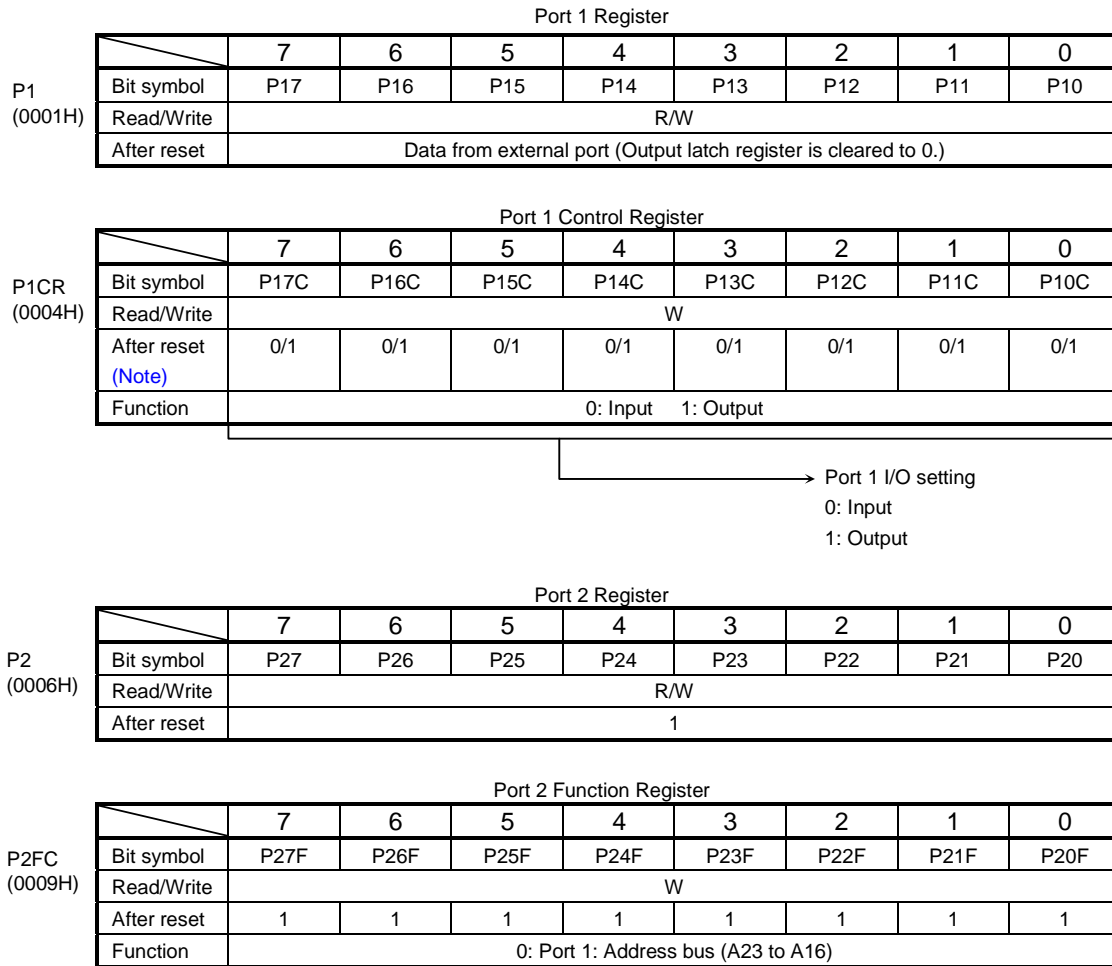 Port 1 Register
7 6 5 4 3 2 1 0
P1
(0001H)
Bit symbol P17 P16 P15 P14 P13 P12 P11 P10
Read/Write R/W
After reset Data from external port (Output latch register is cleared to 0.)
Port 1 Control Register
7 6 5 4 3 2 1 0
P1CR
(0004H)
Bit symbol P17C P16C P15C P14C P13C P12C P11C P10C
Read/Write W
After reset 0/1 0/1 0/1 0/1 0/1 0/1 0/1 0/1
(Note)
Function 0: Input 1: Output
Port 1 I/O setting
0: Input
1: Output
Port 2 Register
7 6 5 4 3 2 1 0
P2
(0006H)
Bit symbol P27 P26 P25 P24 P23 P22 P21 P20
Read/Write R/W
After reset 1
Port 2 Function Register
7 6 5 4 3 2 1 0
P2FC
(0009H)
Bit symbol P27F P26F P25F P24F P23F P22F P21F P20F
Read/Write W
After reset 1 1 1 1 1 1 1 1
Function 0: Port 1: Address bus (A23 to A16)